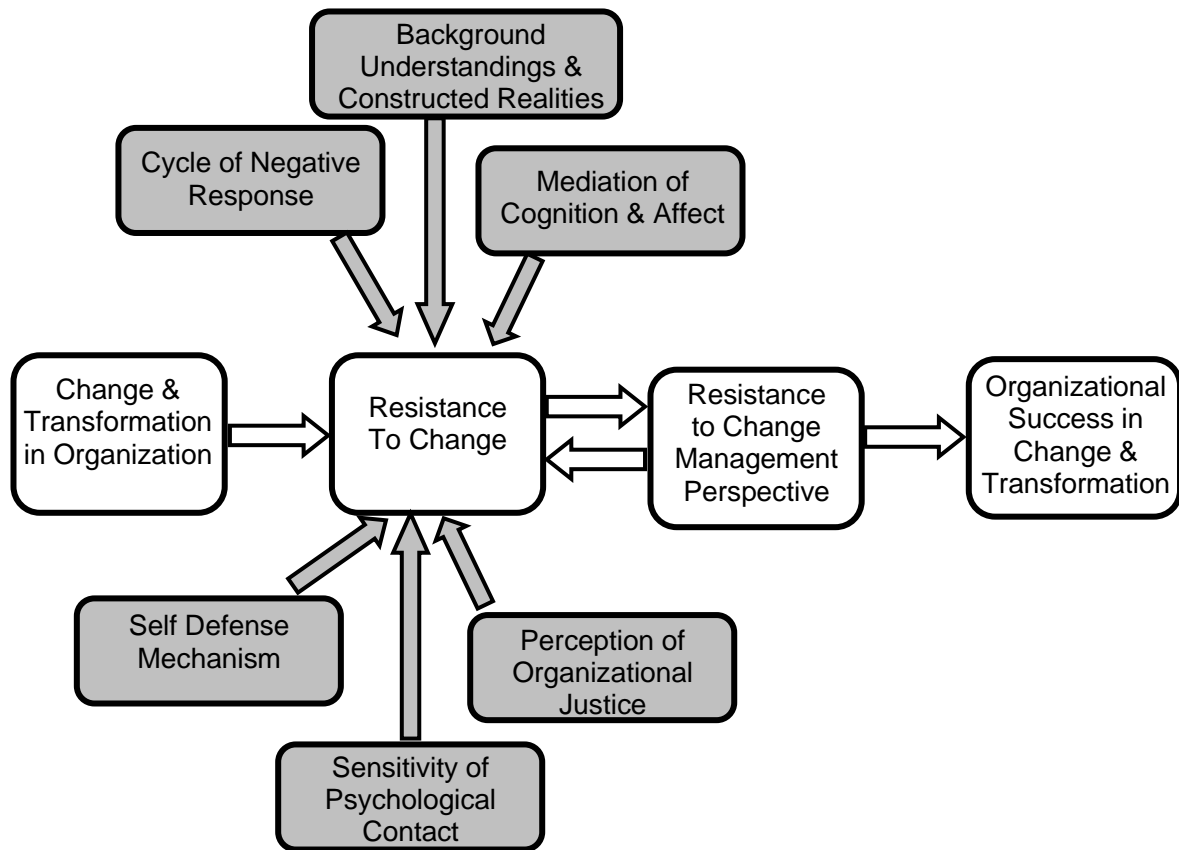 Background
Understandings &
Constructed Realities
Cycle of Negative
Response
Mediation of
Cognition & Affect
Change &
Transformation
in Organization
Resistance
To Change
Resistance
to Change
Management
Perspective
Organizational
Success in
Change &
Transformation
Self Defense
Mechanism
Perception of
Organizational
Justice
Sensitivity of
Psychological
Contact